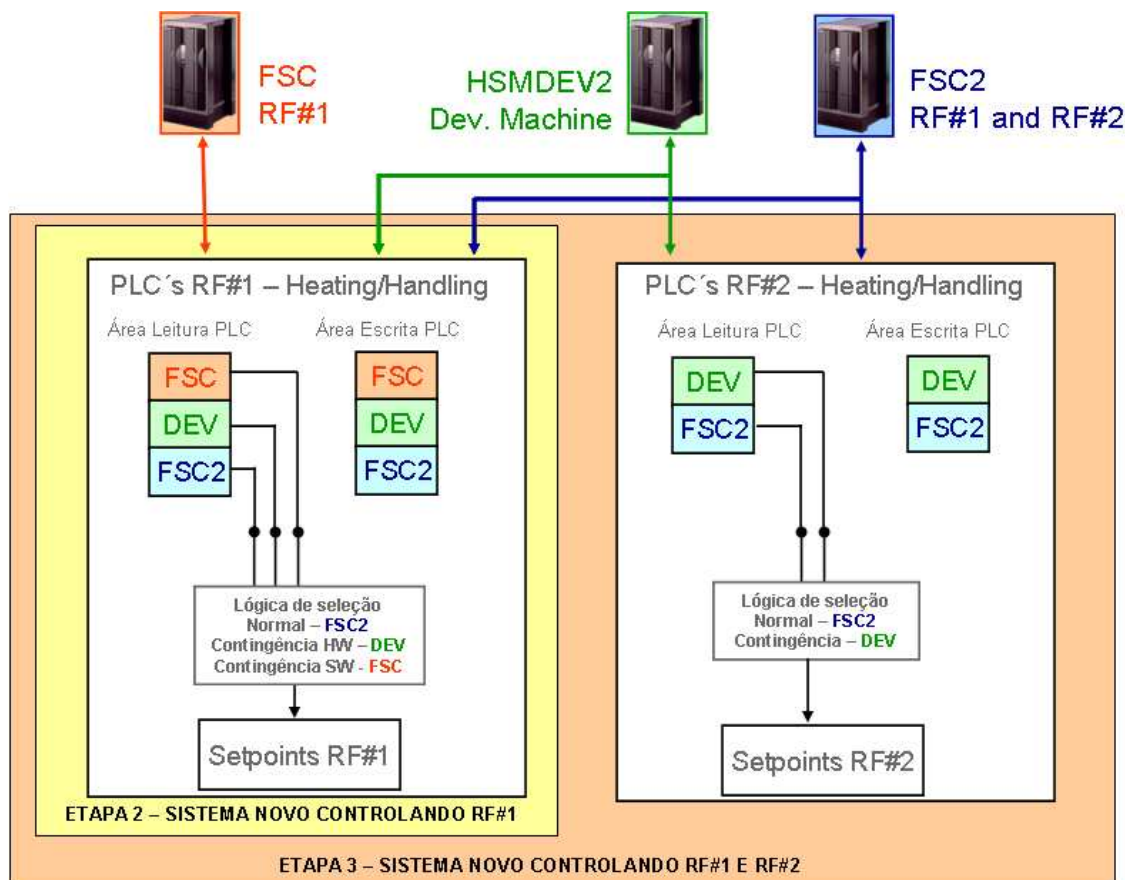 FSC
RF#1
HSMDEV2
Dev. Machine
FSC2
RF#1 and RF#2
PLC´s RF#1 – Heating/Handling
Área Leitura PLC
Área Escrita PLC
FSC
DEV
FSC2
FSC
DEV
FSC2
Lógica de seleção
Normal – FSC2
Contingência HW – DEV
Contingência SW - FSC
Setpoints RF#1
ETAPA 2 – SISTEMA NOVO CONTROLANDO RF#1
PLC´s RF#2 – Heating/Handling
Área Leitura PLC
Área Escrita PLC
DEV
FSC2
DEV
FSC2
Lógica de seleção
Normal – FSC2
Contingência – DEV
Setpoints RF#2
ETAPA 3 – SISTEMA NOVO CONTROLANDO RF#1 E RF#2